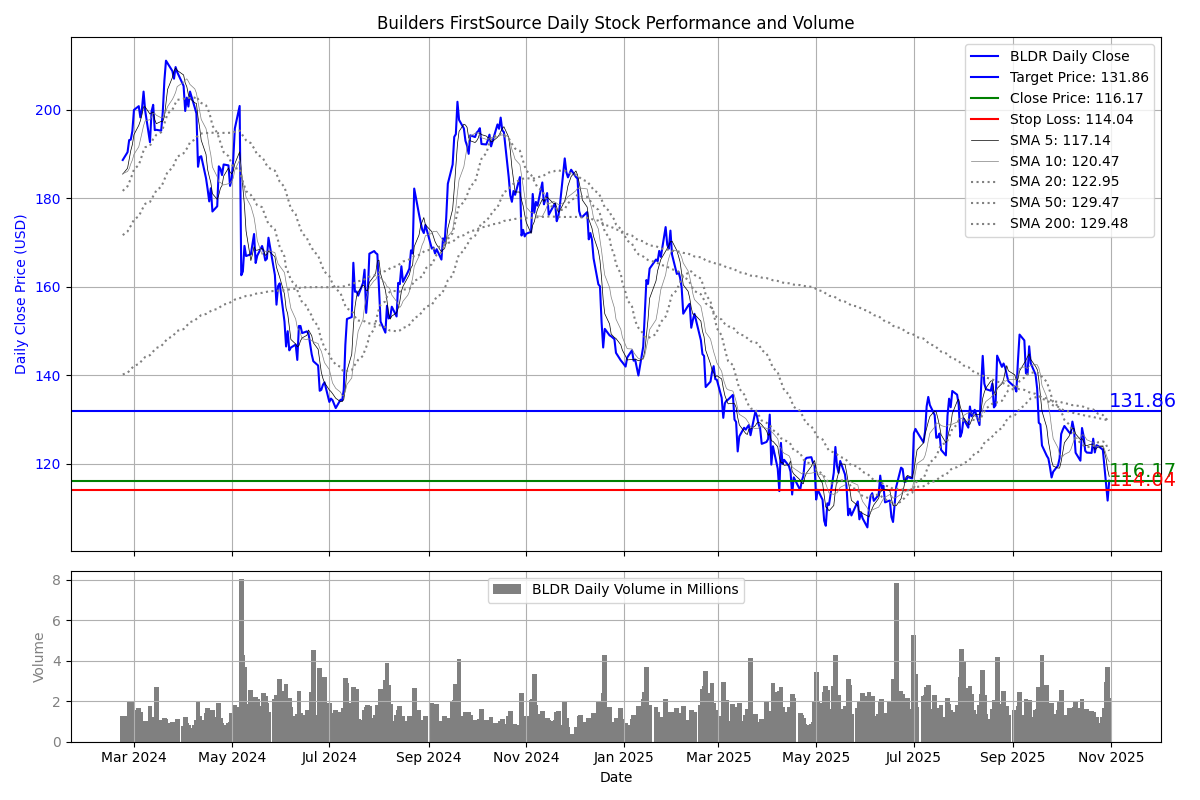 Builders FirstSource Daily Stock Performance and Volume
Daily Close Price (USD)
200
180
160
140
120
BLDR Daily Close
Target Price: 131.86
Close Price: 116.17
Stop Loss: 114.04
SMA 5: 117.14
SMA 10: 120.47
SMA 20: 122.95
SMA 50: 129.47
SMA 200: 129.48
131.86
116.17
114.04
Volume
8
6
4
2
0
BLDR Daily Volume in Millions
Mar 2024 May 2024 Jul 2024 Sep 2024 Nov 2024 Jan 2025 Mar 2025 May 2025 Jul 2025 Sep 2025 Nov 2025
Date